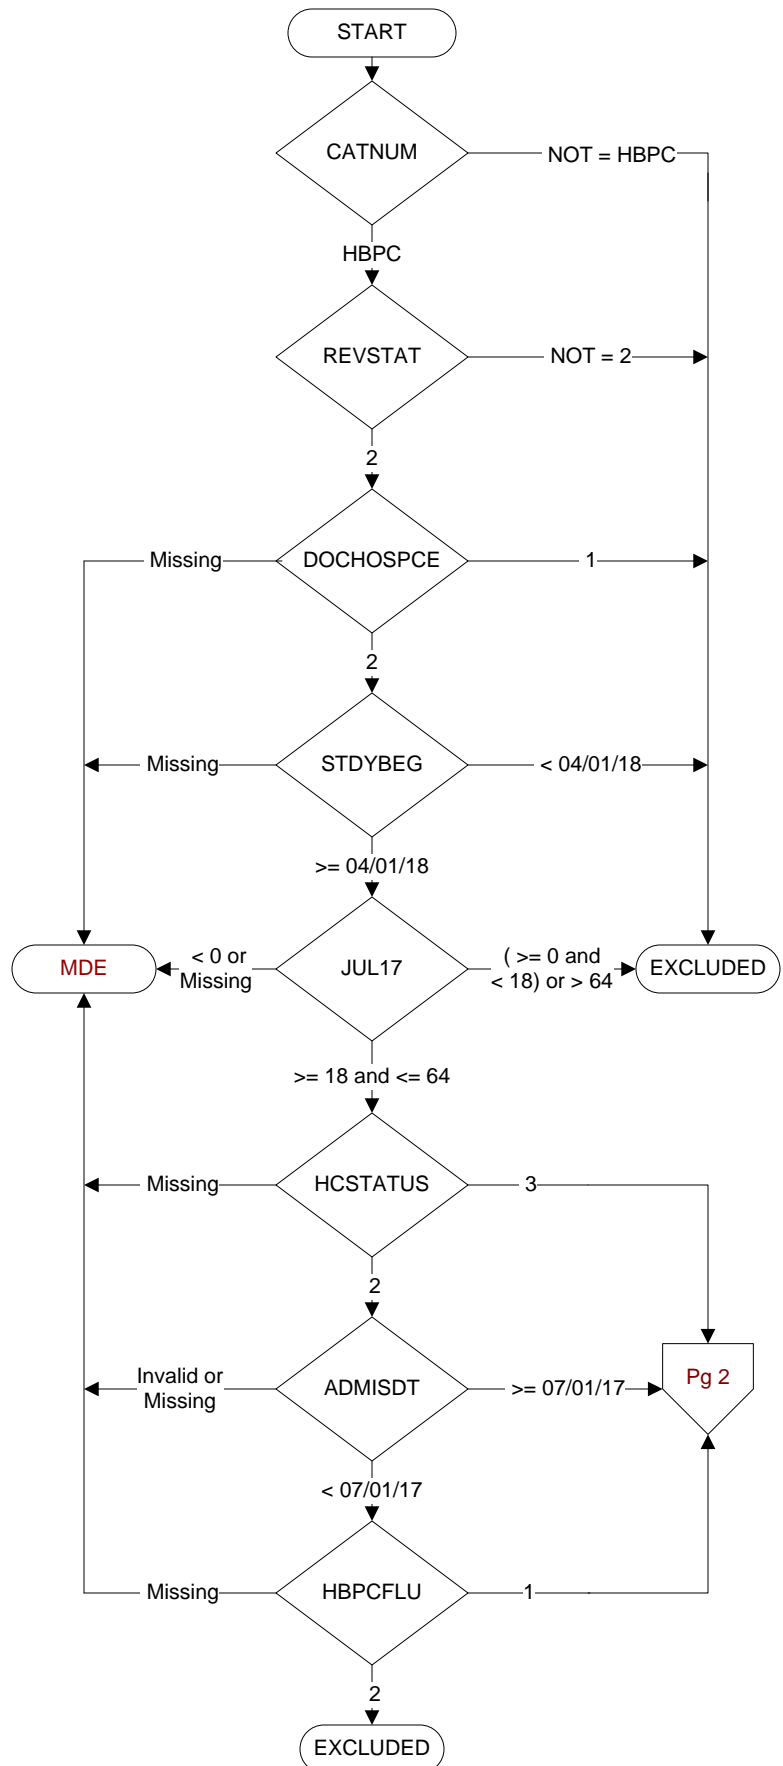 START
CATNUM
NOT = HBPC
HBPC
REVSTAT
NOT = 2
2
Missing
DOCHOSPCE
1
2
Missing
STDYBEG
< 04/01/18
>= 04/01/18
MDE
< 0 or
Missing
JUL17
( >= 0 and
< 18) or > 64
EXCLUDED
>= 18 and <= 64
Missing
HCSTATUS
3
2
Invalid or
Missing
ADMISDT
>= 07/01/17
Pg 2
< 07/01/17
Missing
HBPCFLU
1
2
EXCLUDED